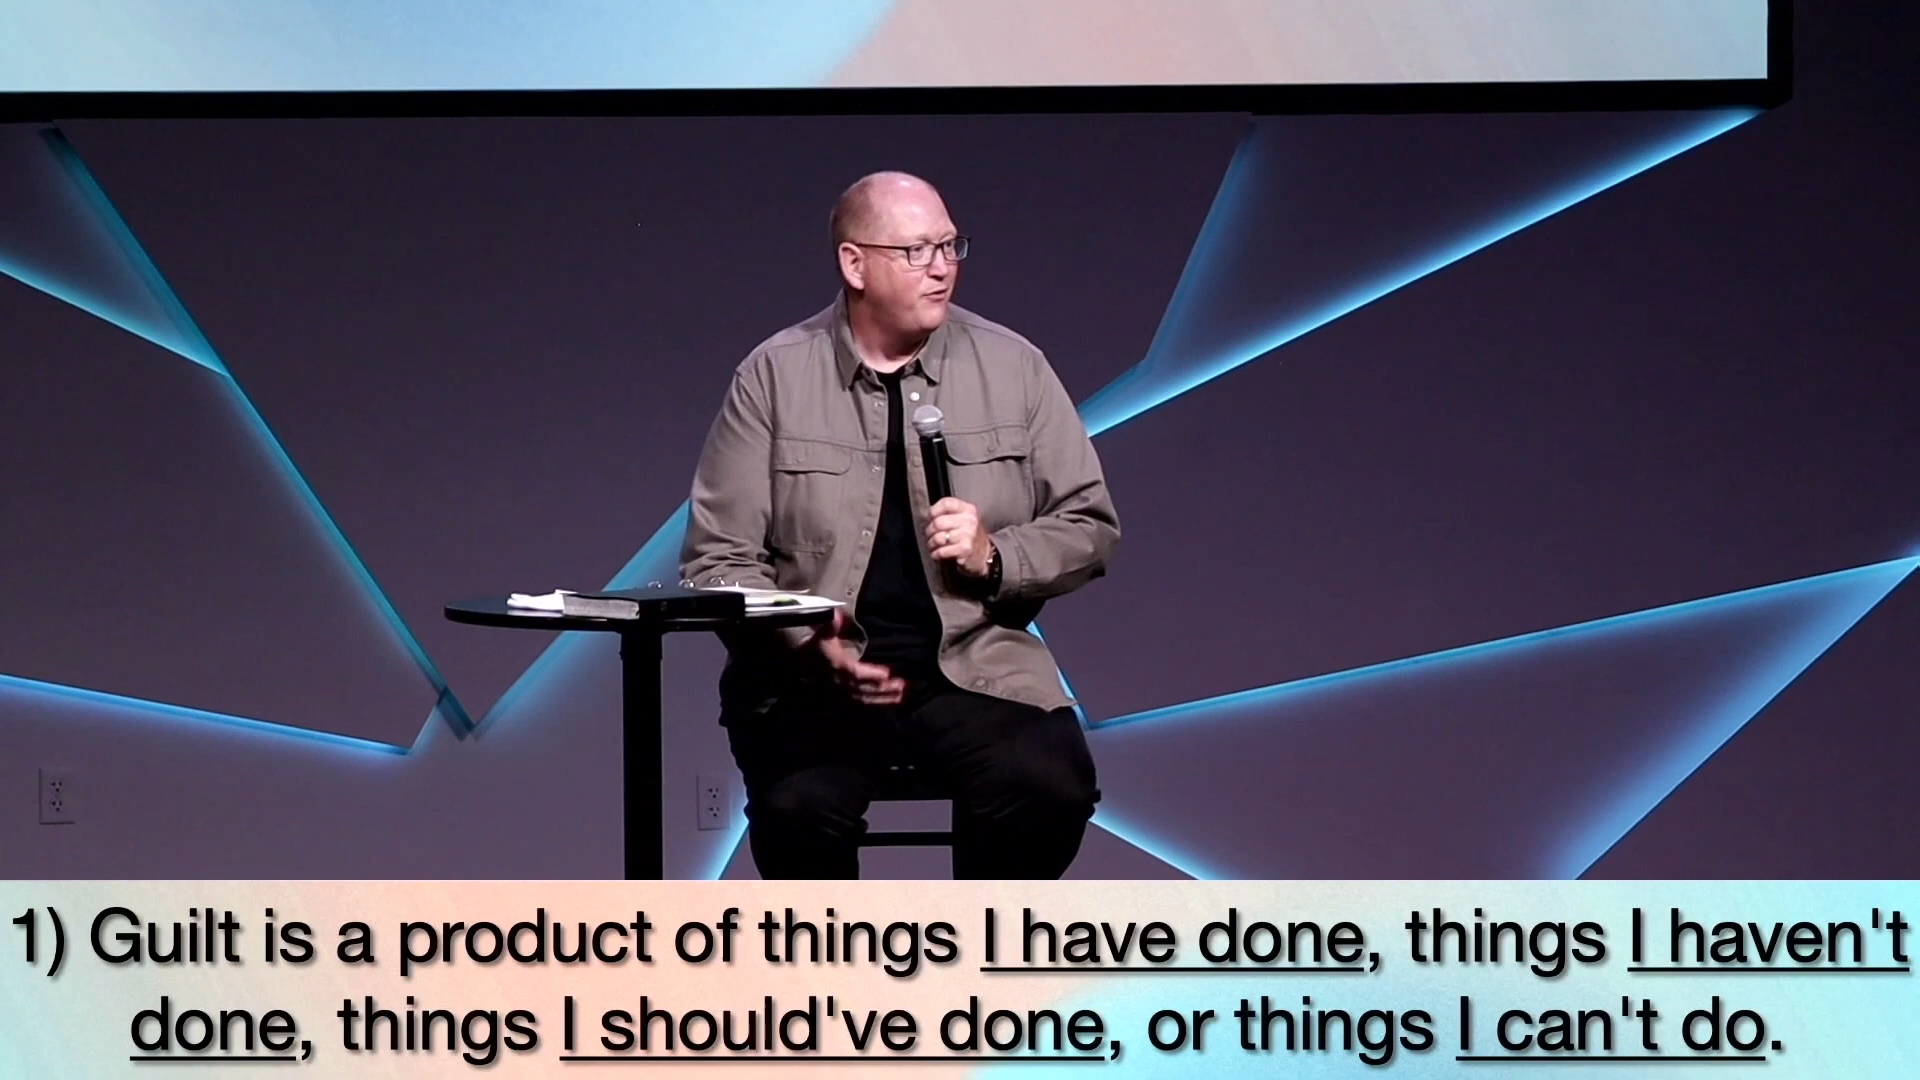 1) Guilt is a product of things I have done, things I haven't
done, things I should've done, or things I can't do.